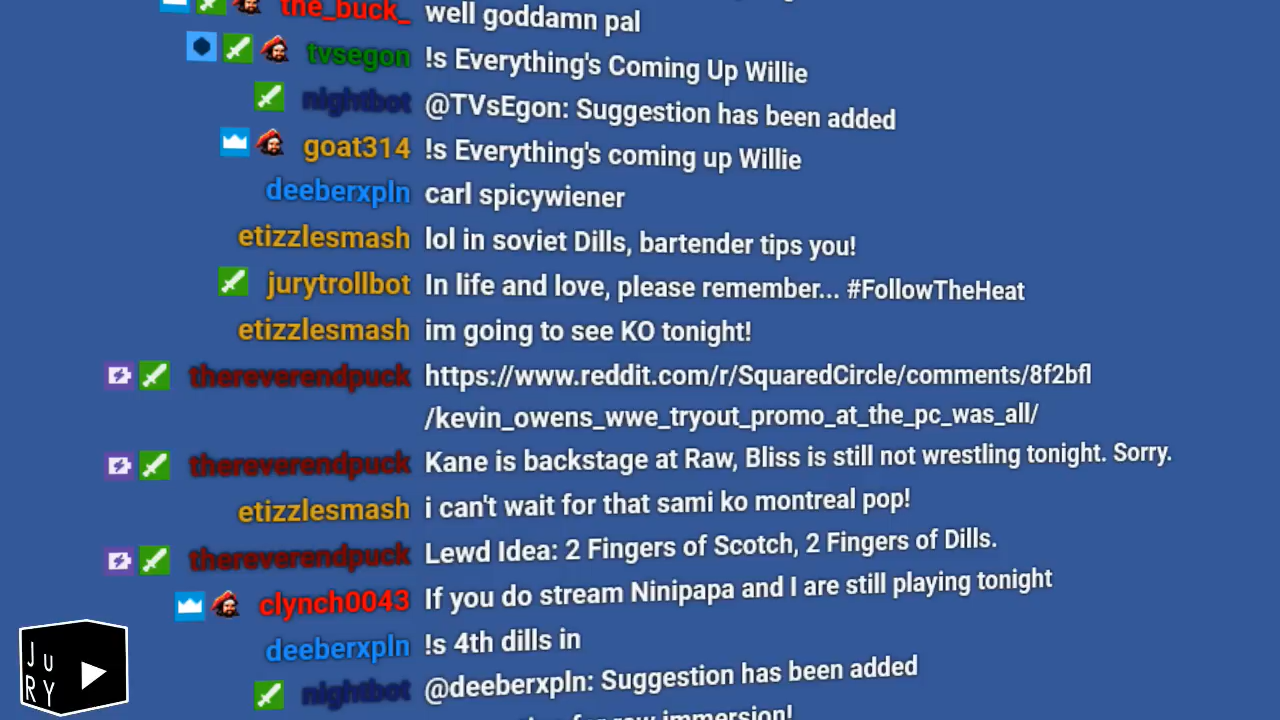 the_buck_ well goddamn pal
tvsegon !s Everything's Coming Up Willie
nightbot @TVsEgon: Suggestion has been added
goat314 !s Everything's coming up Willie
deeberxpln carl spicywiener
etizzlesmash lol in soviet Dills, bartender tips you!
jurytrollbot In life and love, please remember... #FollowTheHeat
etizzlesmash im going to see KO tonight!
thereverendpuck https://www.reddit.com/r/SquaredCircle/comments/8f2bfl
/kevin_owens_wwe_tryout_promo_at_the_pc_was_all/
thereverendpuck Kane is backstage at Raw, Bliss is still not wrestling tonight. Sorry.
etizzlesmash i can't wait for that sami ko montreal pop!
thereverendpuck Lewd Idea: 2 Fingers of Scotch, 2 Fingers of Dills.
clynch0043 If you do stream Ninipapa and I are still playing tonight
deeberxpln !s 4th dills in
nightbot @deeberxpln: Suggestion has been added
for raw immersion!
JU
RY